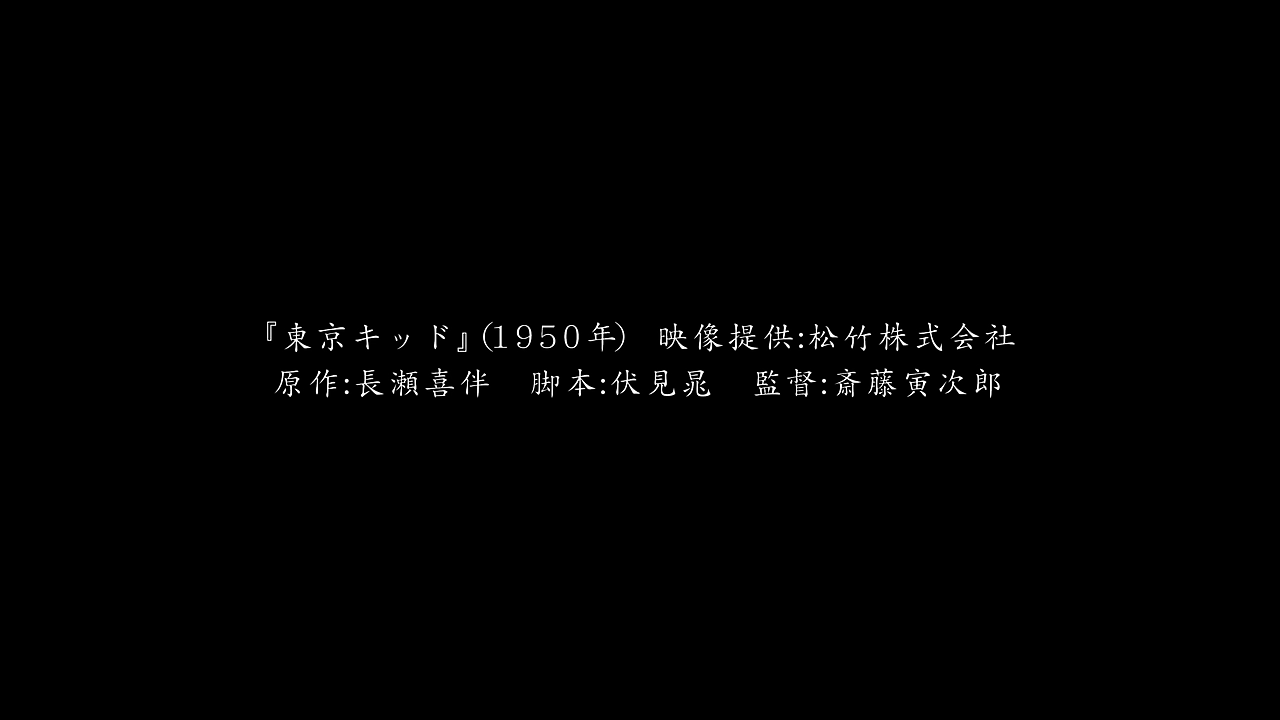 『東京キッド』(1950年)　映像提供:松竹株式会社
原作:長瀬喜伴　脚本:伏見晁　監督:斎藤寅次郎